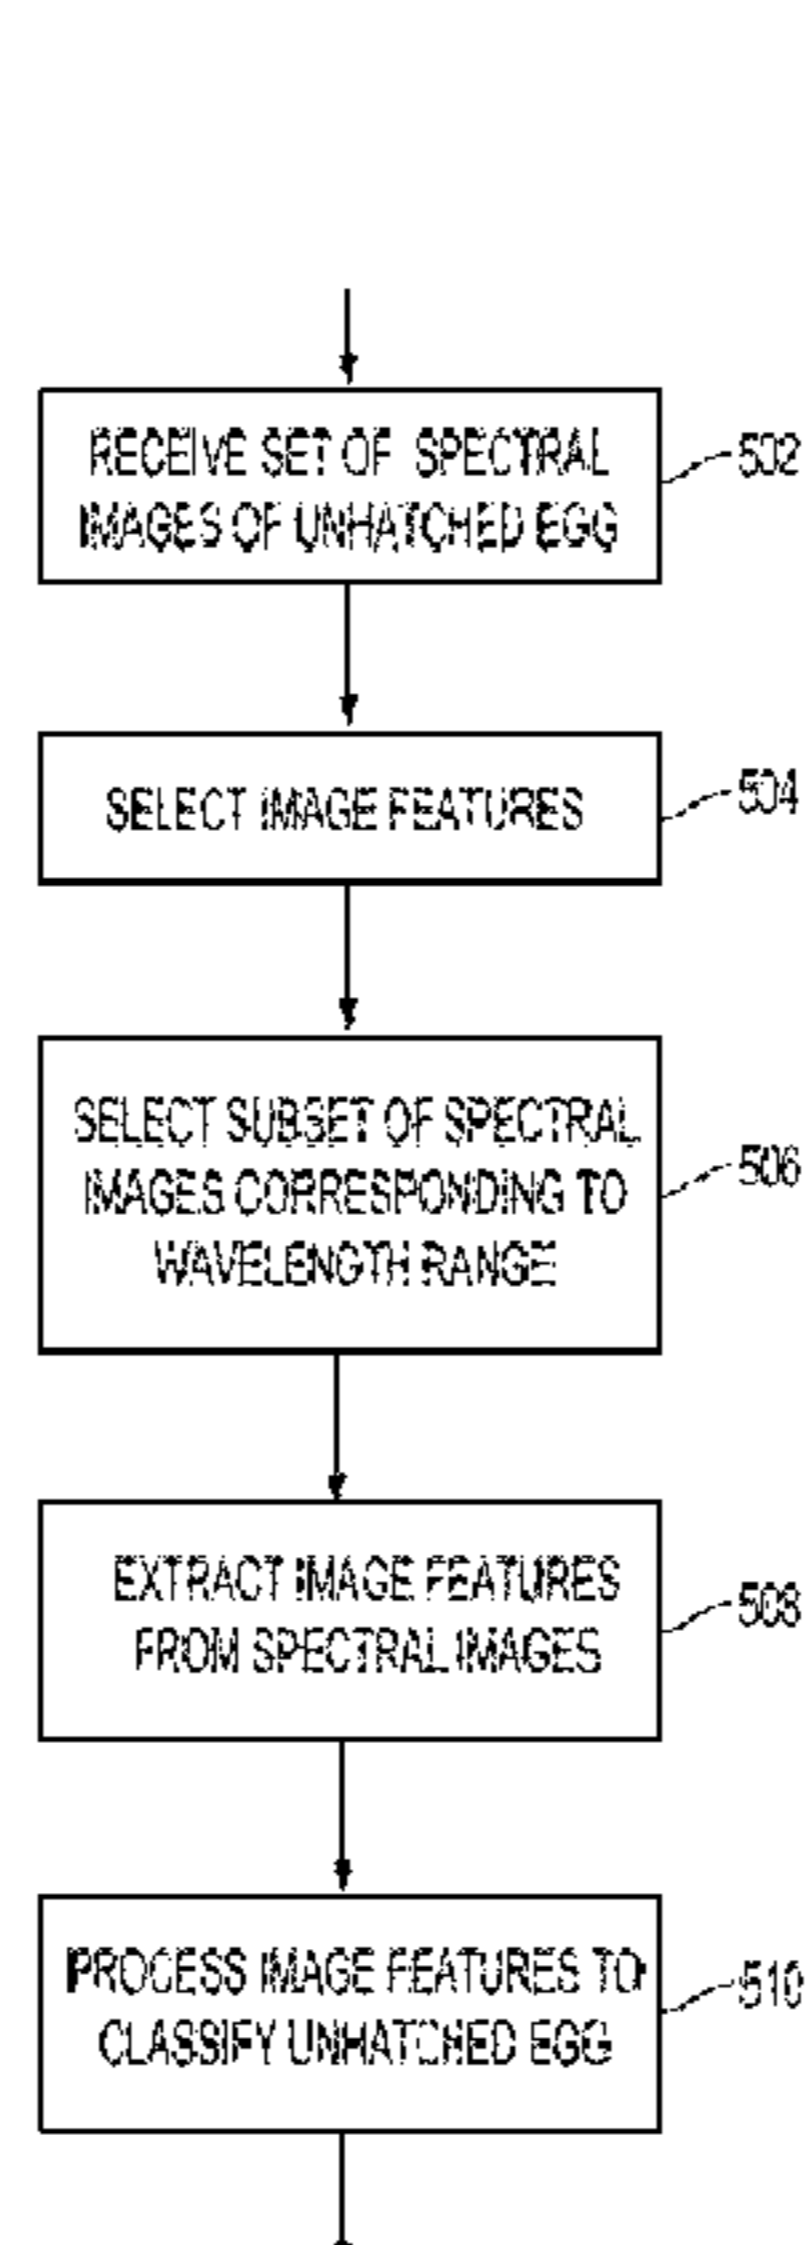 RECEIVE SET OF SPECTRAL
IMAGES OF UNHATCHED EGG
502
SELECT IMAGE FEATURES
504
SELECT SUBSET OF SPECTRAL
IMAGES CORRESPONDING TO
WAVELENGTH RANGE
506
EXTRACT IMAGE FEATURES
FROM SPECTRAL IMAGES
508
PROCESS IMAGE FEATURES TO
CLASSIFY UNHATCHED EGG
510